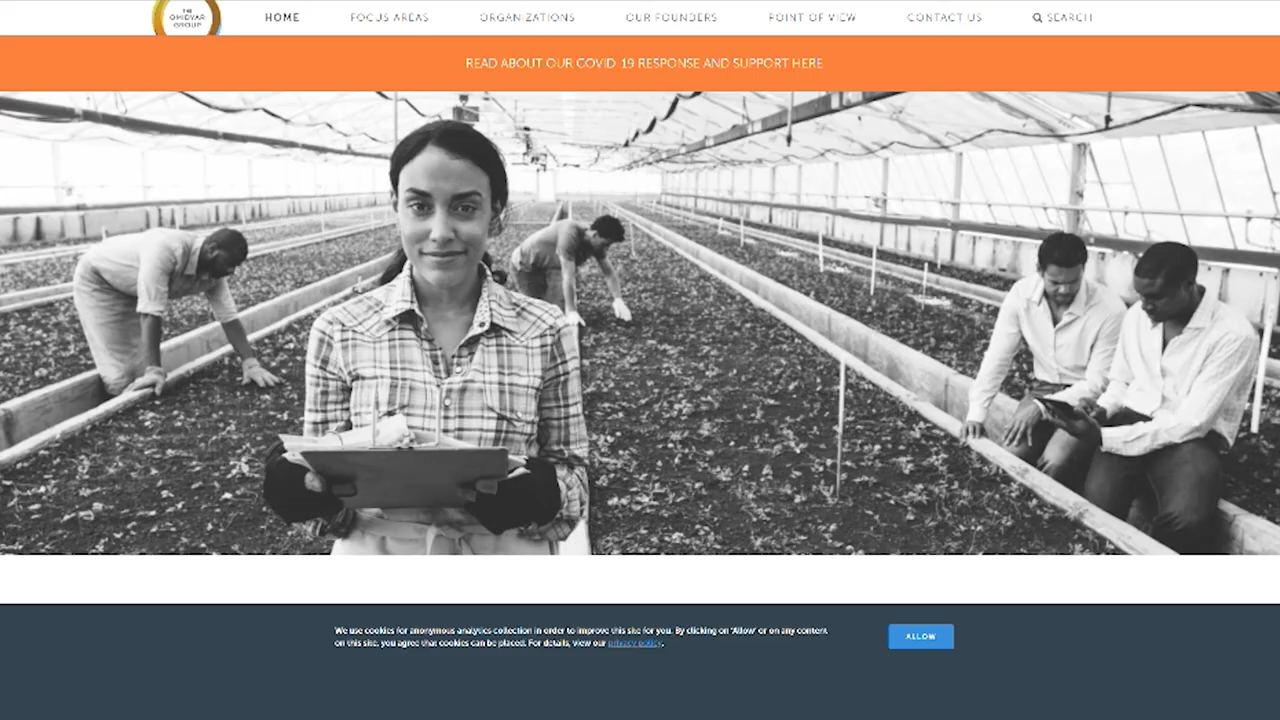 THE
OMIDYAR
GROUP
HOME
FOCUS AREAS
ORGANIZATIONS
OUR FOUNDERS
POINT OF VIEW
CONTACT US
SEARCH
READ ABOUT OUR COVID-19 RESPONSE AND SUPPORT HERE
We use cookies for anonymous analytics collection in order to improve this site for you. By clicking on 'Allow' or on any content
on this site, you agree that cookies can be placed. For details, view our privacy policy.
ALLOW